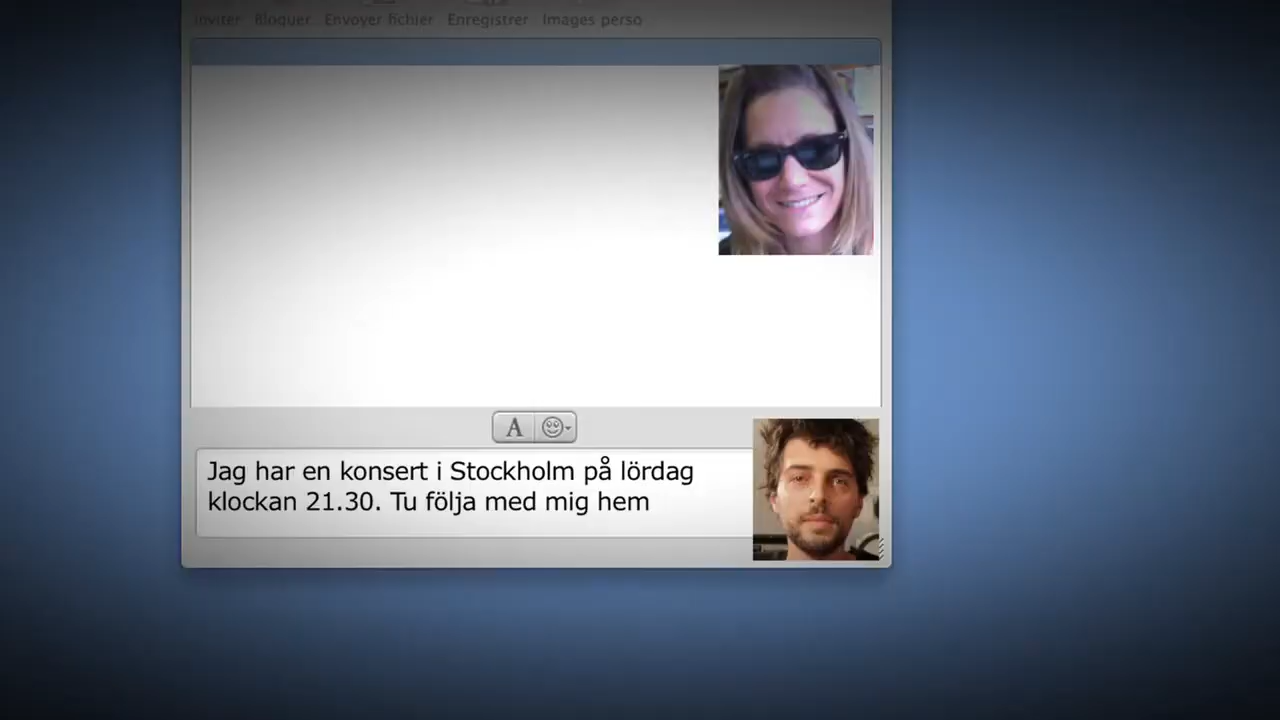 Inviter Bloquer Envoyer fichier Enregistrer Images perso
A
Jag har en konsert i Stockholm på lördag
klockan 21.30. Tu följa med mig hem